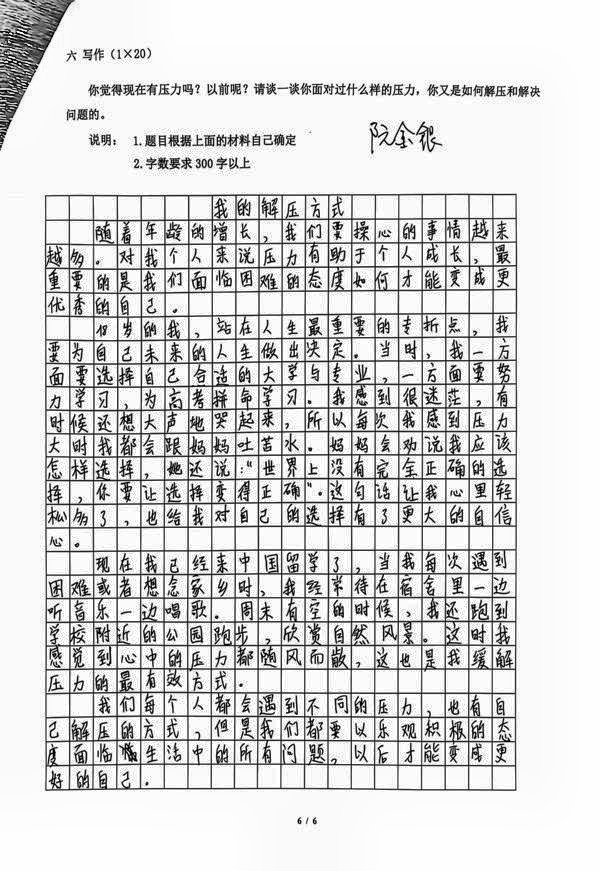 六 写作（1×20）
你觉得现在有压力吗？以前呢？请谈一谈你面对过什么样的压力，你又是如何解压和解决
问题的。
说明： 1.题目根据上面的材料自己确定
2.字数要求 300 字以上
阮金银
我的解压方式
随着年龄的增长，我们要操心的事情越来
越多。对我个人来说压力有助于个人成长，最
重要的是我们面临困难的态度如何才能变成更
优秀的自己。
18岁的我，站在人生最重要的专折点，我
要为自己未来的人生做出决定。当时，我一方
面要选择自己合适的大学与专业，一方面要努
力学习，为高考拼命学习。我感到很迷茫，有
时候还想大声地哭起来，所以每次我感到压力
大时我都会跟妈妈吐苦水。妈妈会劝说我应该
怎样选择，她还说：“世界上没有完全正确的选
择，你要让选择变得正确”。这句话让我心里轻
松多了，也给我对自己的选择有了更大的自信
心。
现在我已经来中国留学了，当我每次遇到
困难或者想念家乡时，我经常待在宿舍里一边
听音乐一边唱歌。周末有空的时候，我还跑到
学校附近的公园跑步，欣赏自然风景。这时我
感觉到心中的压力都随风而散，这也是我缓解
压力的最有效方式。
我们每个人都会遇到不同的压力，也有自
己解压的方式，但是我们都要以乐观积极的态
度面临生活中的所有问题，以后才能变成更
好的自己。
6 / 6